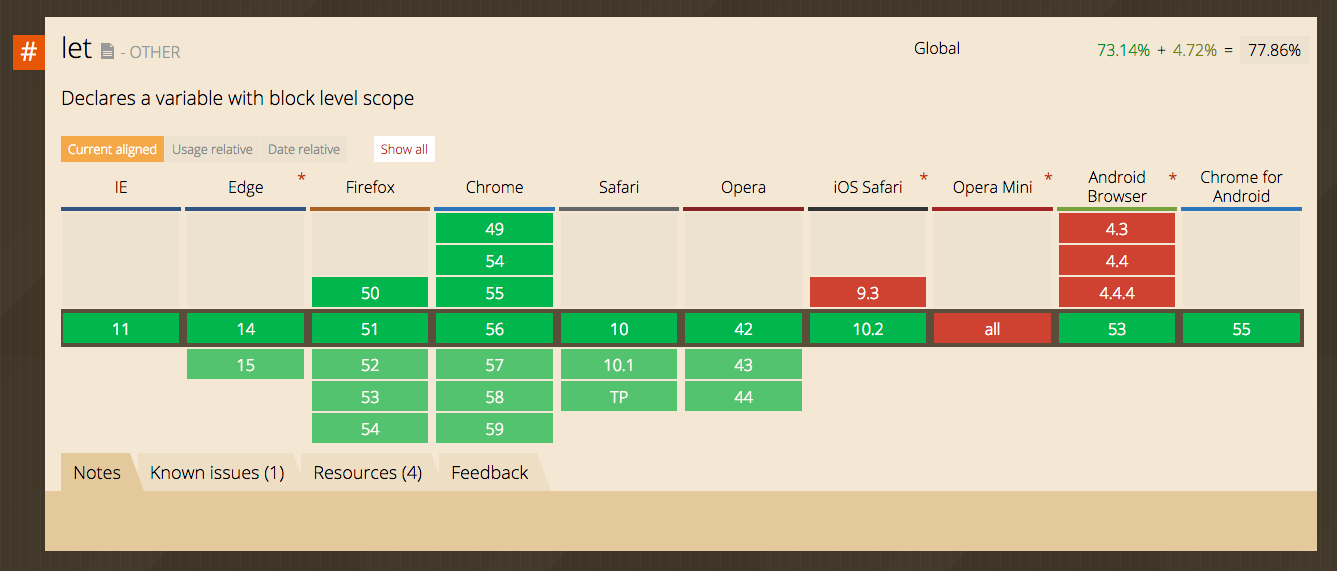 #
let - OTHER Global 73.14% + 4.72% = 77.86%
Declares a variable with block level scope
Current aligned Usage relative Date relative Show all
IE Edge * Firefox Chrome Safari Opera iOS Safari * Opera Mini * Android Browser * Chrome for Android
49 4.3
54 4.4
50 55 9.3 4.4.4
11 14 51 56 10 42 10.2 all 53 55
15 52 57 10.1 43
53 58 TP 44
54 59
Notes Known issues (1) Resources (4) Feedback